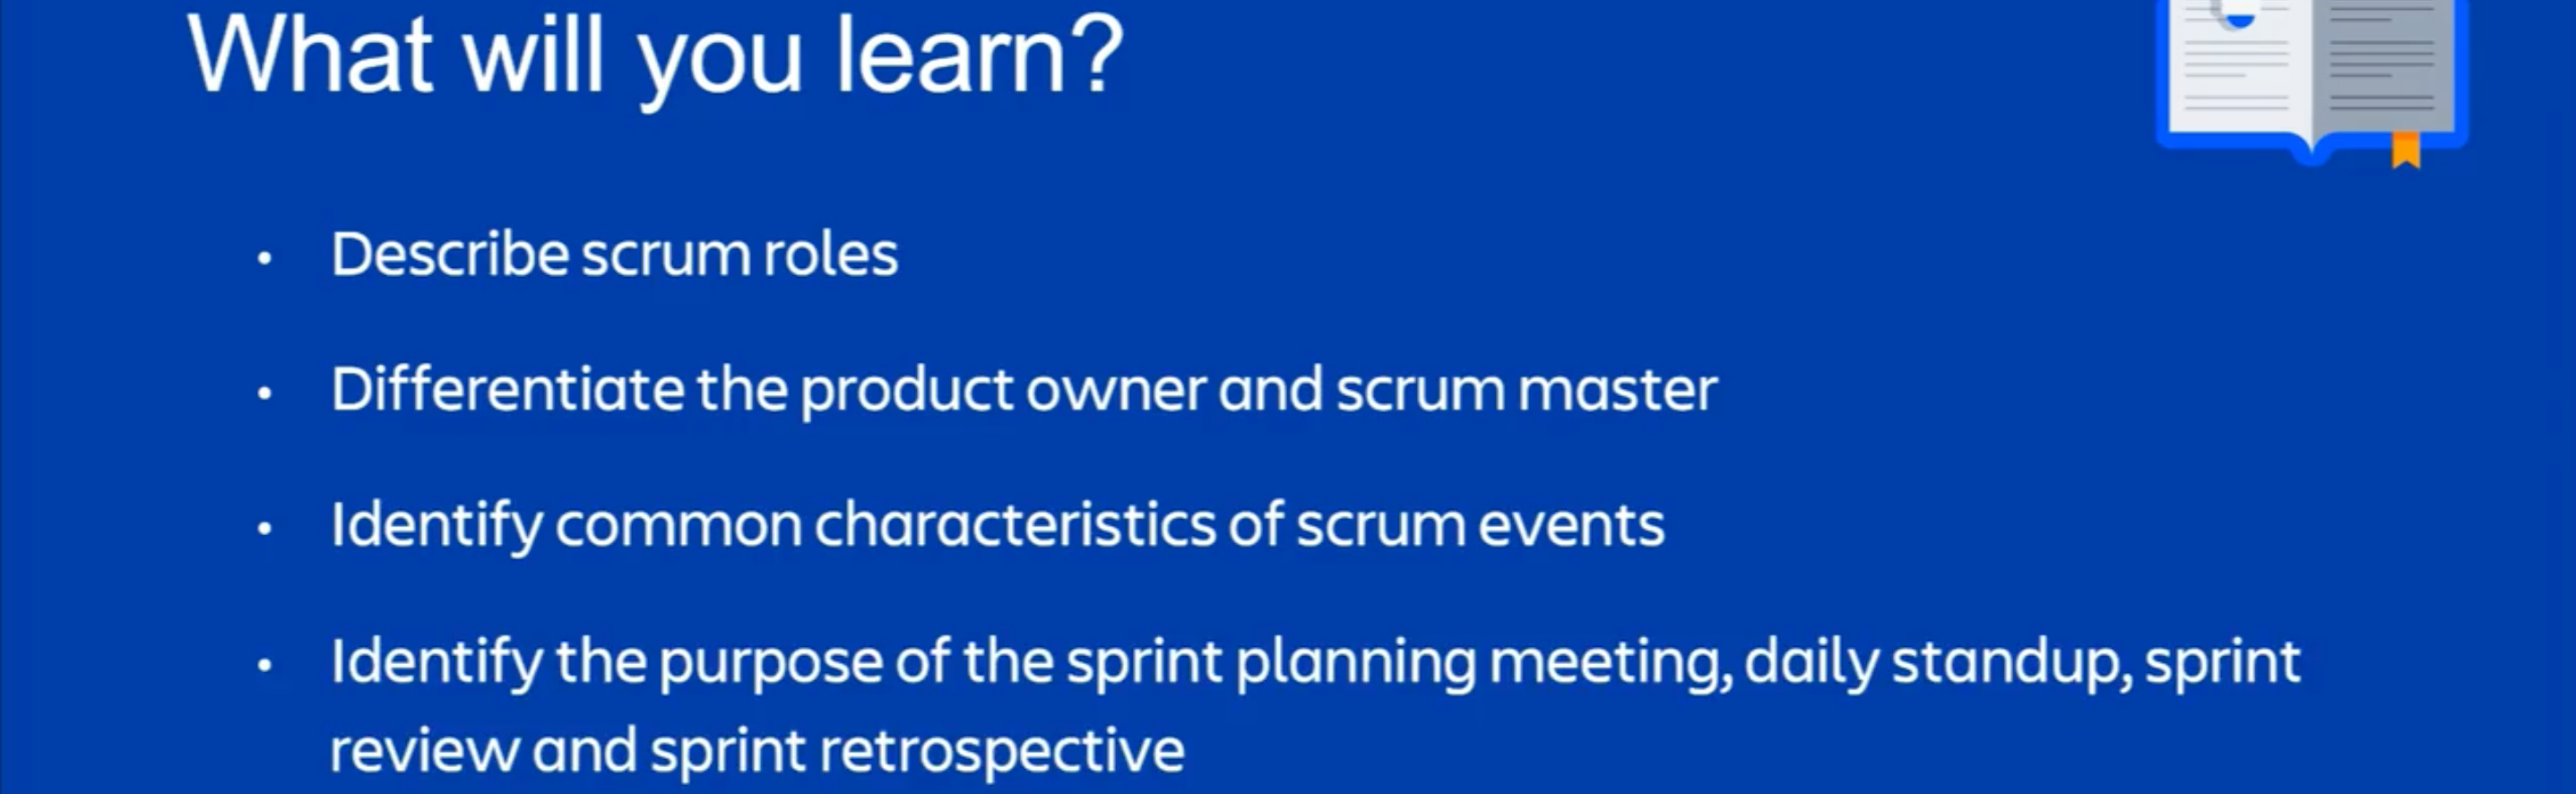 What will you learn?
• Describe scrum roles
• Differentiate the product owner and scrum master
• Identify common characteristics of scrum events
• Identify the purpose of the sprint planning meeting, daily standup, sprint
review and sprint retrospective